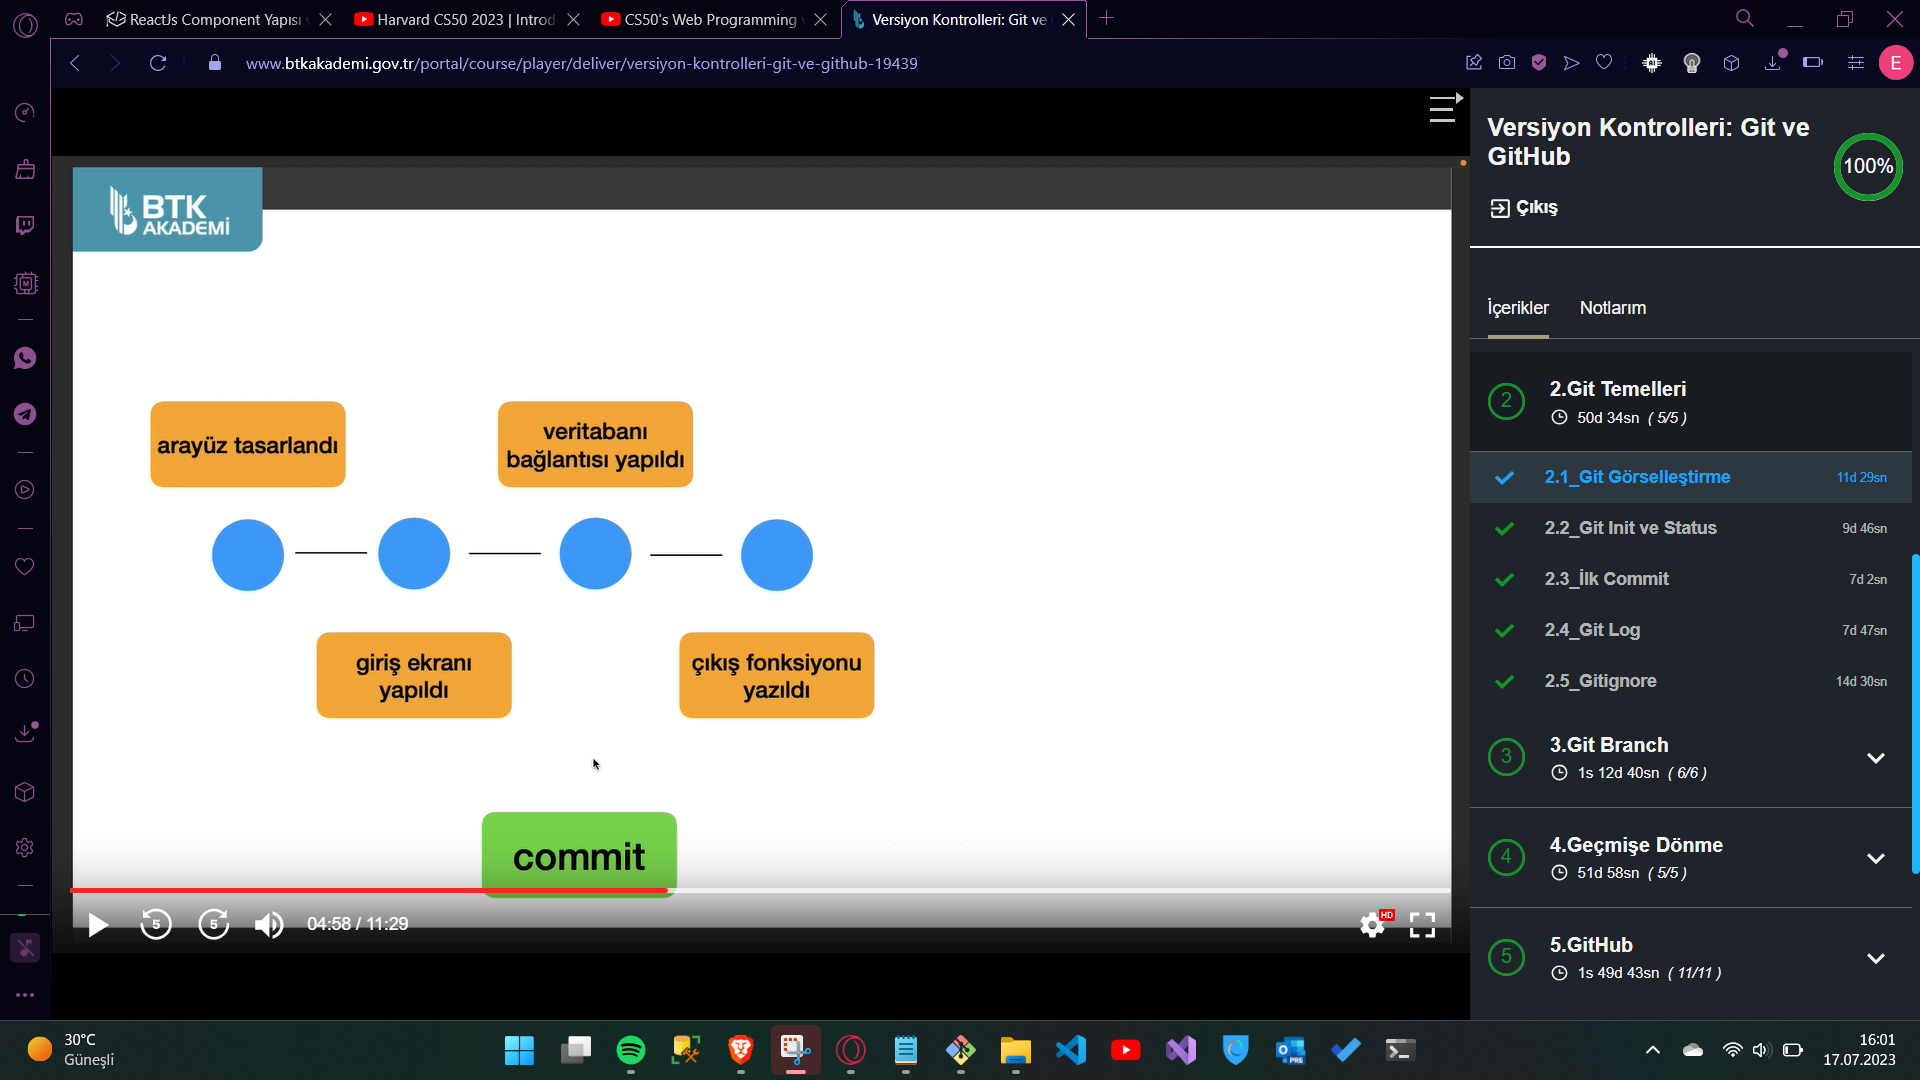 ReactJs Component Yapısı
Harvard CS50 2023 | Introd
CS50's Web Programming
Versiyon Kontrolleri: Git ve
www.btkakademi.gov.tr/portal/course/player/deliver/versiyon-kontrolleri-git-ve-github-19439
E
BTK
AKADEMİ
arayüz tasarlandı
veritabanı
bağlantısı yapıldı
giriş ekranı
yapıldı
çıkış fonksiyonu
yazıldı
commit
5
5
04:58 / 11:29
HD
Versiyon Kontrolleri: Git ve
GitHub
100%
Çıkış
İçerikler
Notlarım
2
2.Git Temelleri
50d 34sn ( 5/5 )
2.1_Git Görselleştirme
11d 29sn
2.2_Git Init ve Status
9d 46sn
2.3_İlk Commit
7d 2sn
2.4_Git Log
7d 47sn
2.5_Gitignore
14d 30sn
3
3.Git Branch
1s 12d 40sn ( 6/6 )
4
4.Geçmişe Dönme
51d 58sn ( 5/5 )
5
5.GitHub
1s 49d 43sn ( 11/11 )
30°C
Güneşli
PRE
16:01
17.07.2023